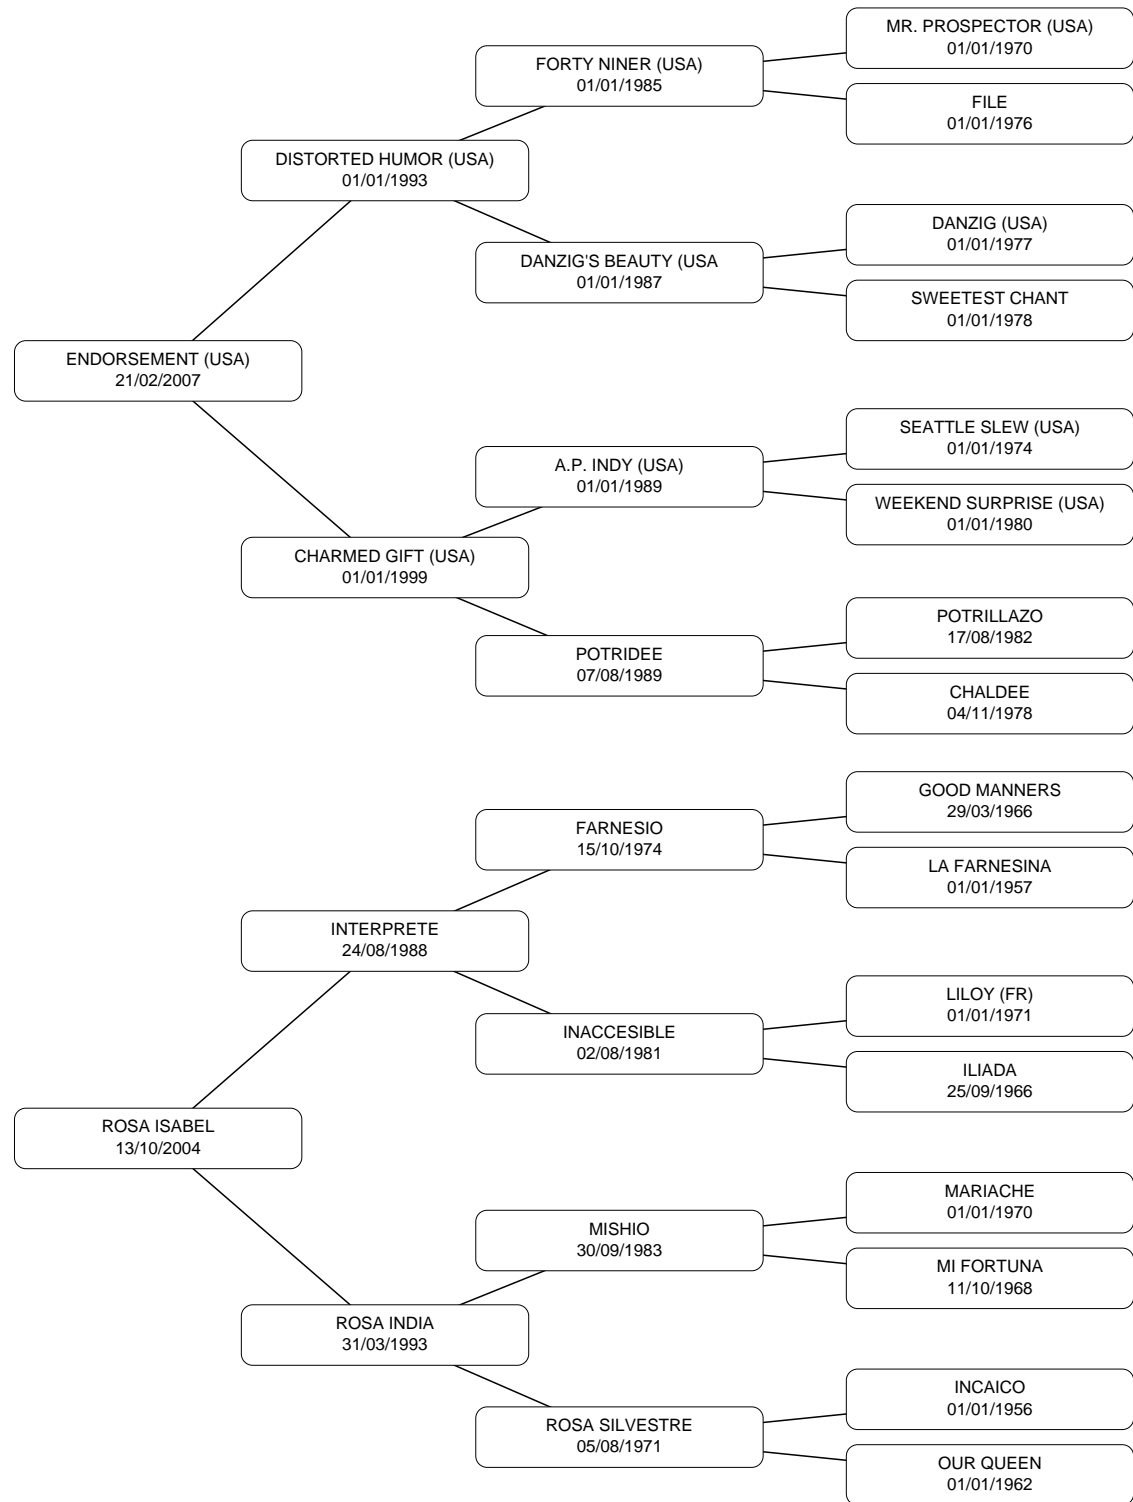 MR. PROSPECTOR (USA)
01/01/1970
FORTY NINER (USA)
01/01/1985
FILE
01/01/1976
DISTORTED HUMOR (USA)
01/01/1993
DANZIG (USA)
01/01/1977
DANZIG'S BEAUTY (USA
01/01/1987
SWEETEST CHANT
01/01/1978
ENDORSEMENT (USA)
21/02/2007
SEATTLE SLEW (USA)
01/01/1974
A.P. INDY (USA)
01/01/1989
WEEKEND SURPRISE (USA)
01/01/1980
CHARMED GIFT (USA)
01/01/1999
POTRILLAZO
17/08/1982
POTRIDEE
07/08/1989
CHALDEE
04/11/1978
GOOD MANNERS
29/03/1966
FARNESIO
15/10/1974
LA FARNESINA
01/01/1957
INTERPRETE
24/08/1988
LILOY (FR)
01/01/1971
INACCESIBLE
02/08/1981
ILIADA
25/09/1966
ROSA ISABEL
13/10/2004
MARIACHE
01/01/1970
MISHIO
30/09/1983
MI FORTUNA
11/10/1968
ROSA INDIA
31/03/1993
INCAICO
01/01/1956
ROSA SILVESTRE
05/08/1971
OUR QUEEN
01/01/1962